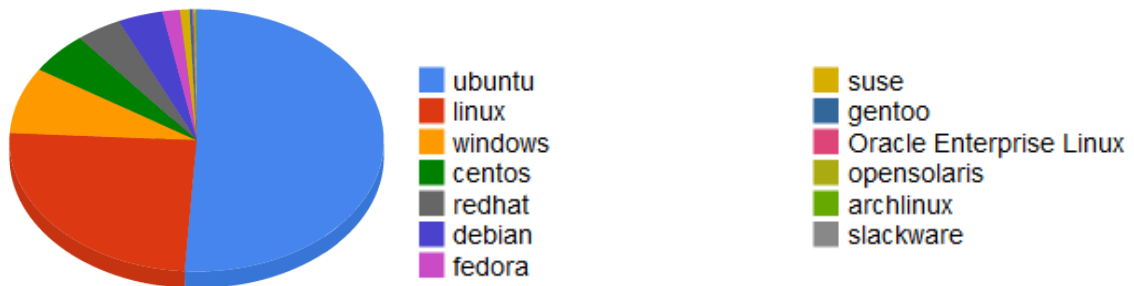 ubuntu
linux
windows
centos
redhat
debian
fedora
suse
gentoo
Oracle Enterprise Linux
opensolaris
archlinux
slackware